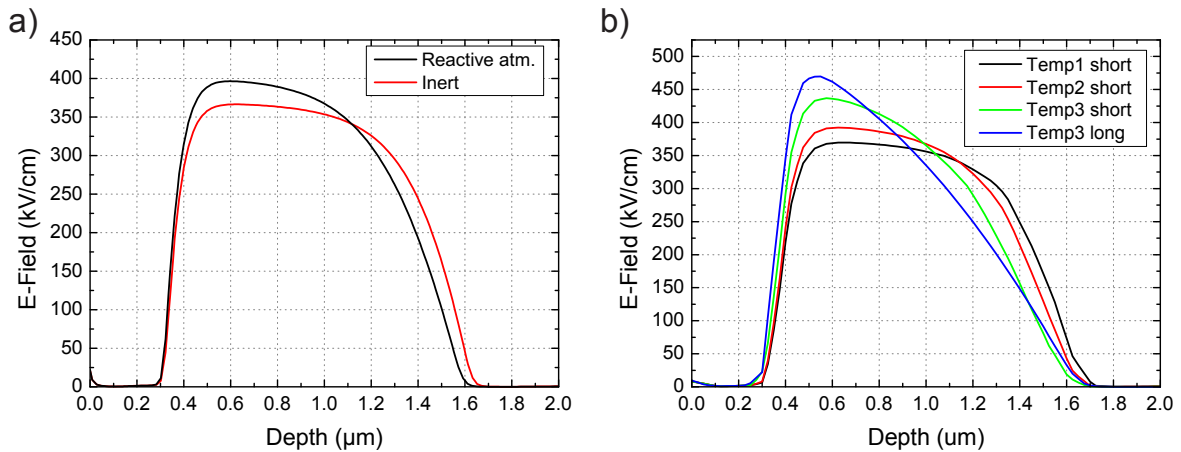 a)
E-Field (kV/cm)
450
400
350
300
250
200
150
100
50
0
Reactive atm.
Inert
0.0 0.2 0.4 0.6 0.8 1.0 1.2 1.4 1.6 1.8 2.0
Depth (µm)
b)
E-Field (kV/cm)
500
450
400
350
300
250
200
150
100
50
0
Temp1 short
Temp2 short
Temp3 short
Temp3 long
0.0 0.2 0.4 0.6 0.8 1.0 1.2 1.4 1.6 1.8 2.0
Depth (um)